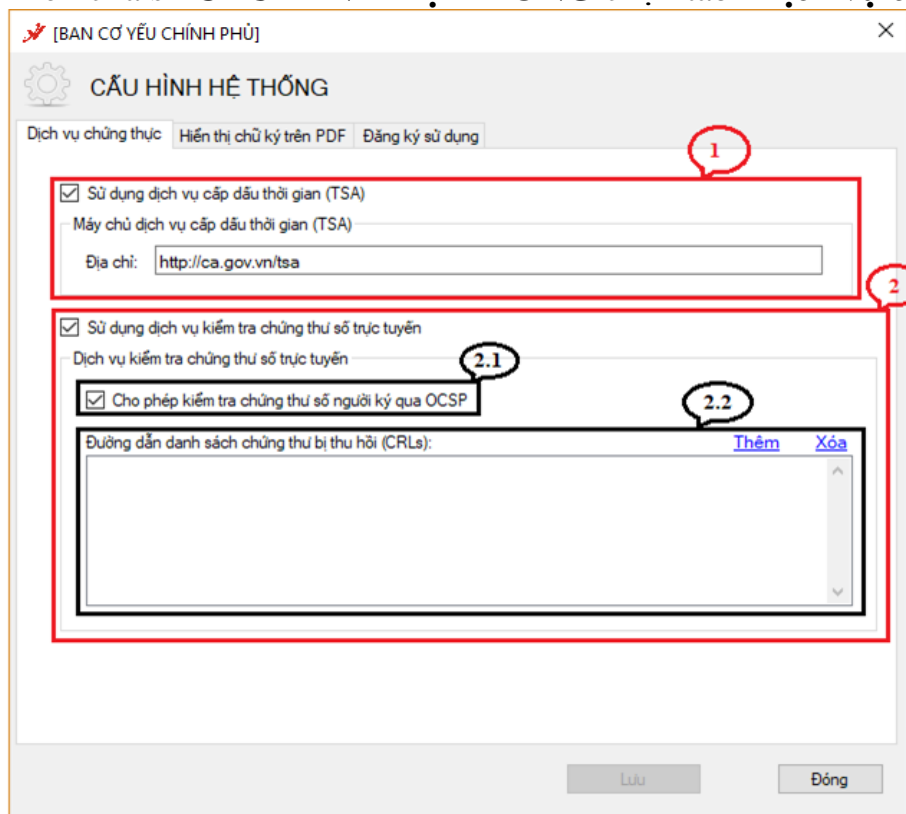 [BAN CƠ YẾU CHÍNH PHỦ]
CẤU HÌNH HỆ THỐNG
Dịch vụ chứng thực Hiển thị chữ ký trên PDF Đăng ký sử dụng
1
Sử dụng dịch vụ cấp dấu thời gian (TSA)
Máy chủ dịch vụ cấp dấu thời gian (TSA)
Địa chỉ: http://ca.gov.vn/tsa
2
Sử dụng dịch vụ kiểm tra chứng thư số trực tuyến
Dịch vụ kiểm tra chứng thư số trực tuyến
2.1
Cho phép kiểm tra chứng thư số người ký qua OCSP
2.2
Đường dẫn danh sách chứng thư bị thu hồi (CRLs): Thêm Xóa
Lưu Đóng